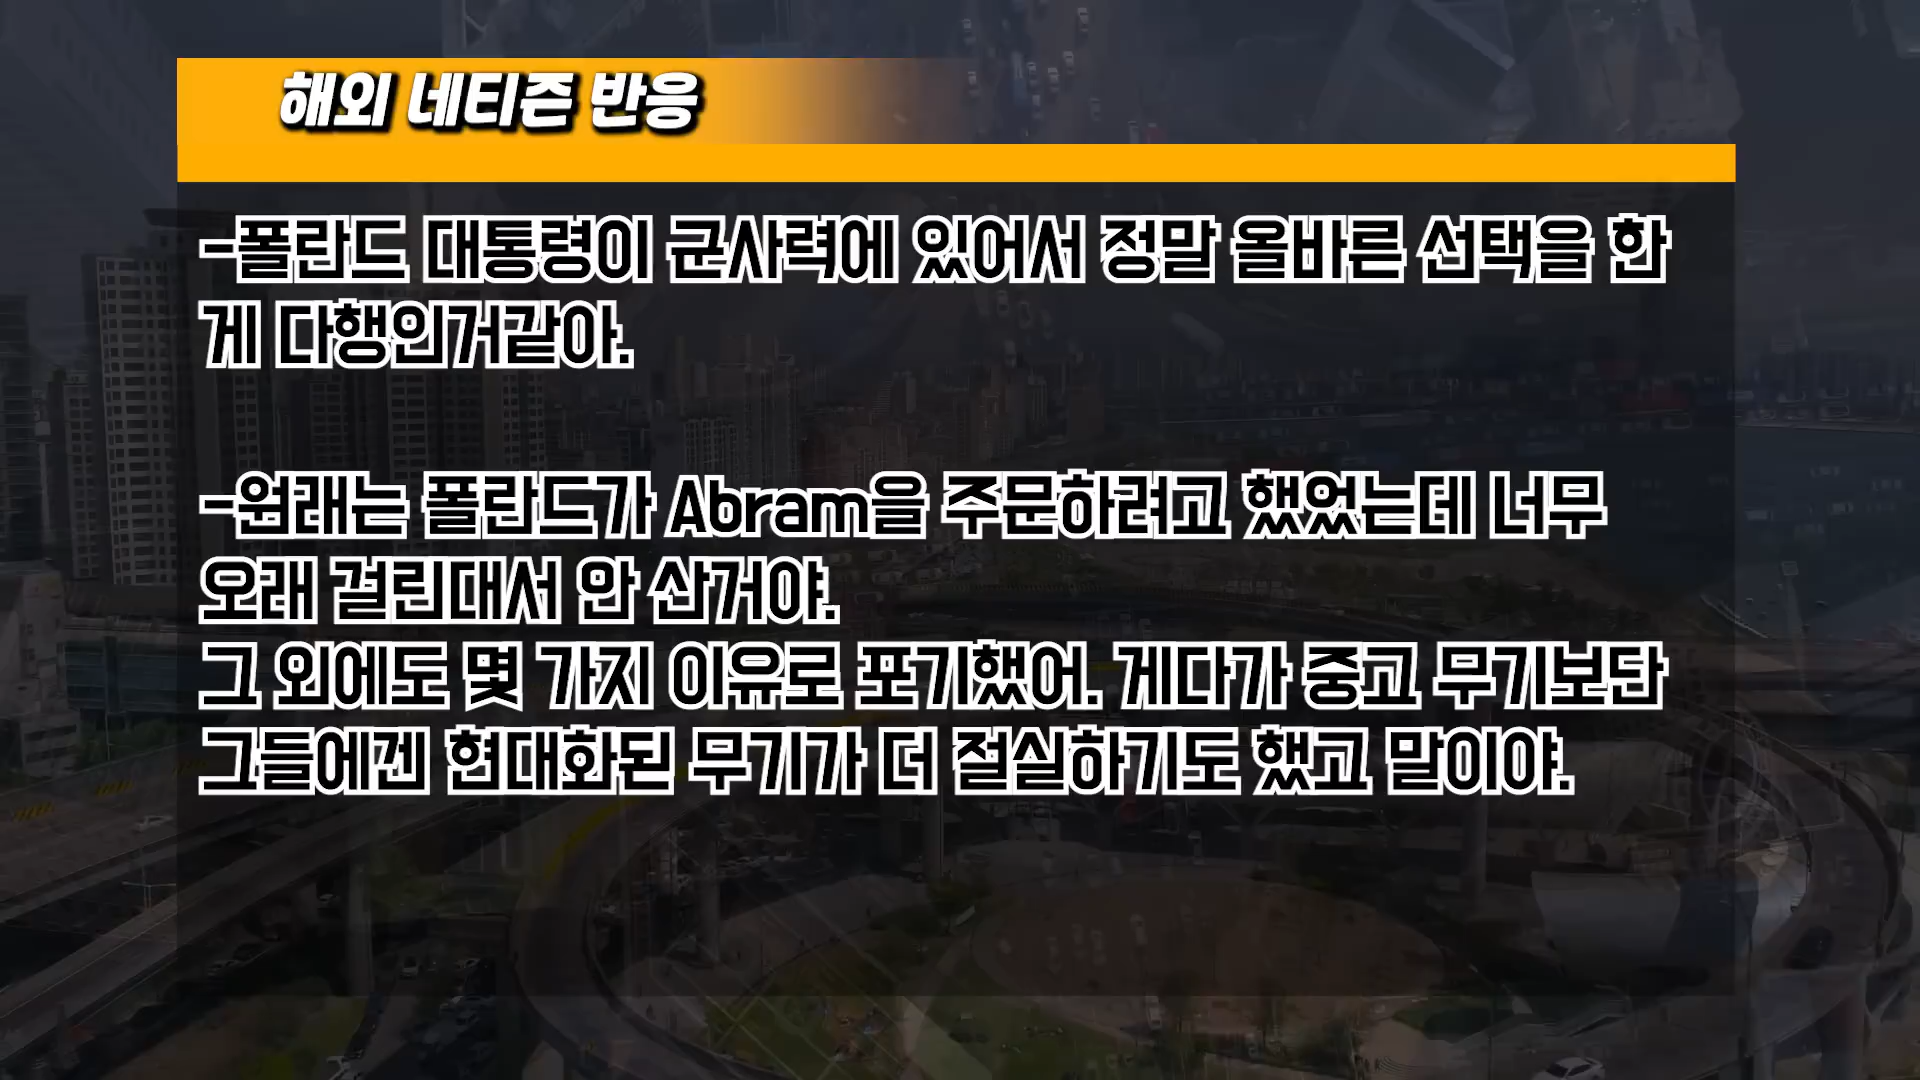 해외 네티즌 반응
-폴란드 대통령이 군사력에 있어서 정말 올바른 선택을 한
게 다행인거같아.
-원래는 폴란드가 Abram을 주문하려고 했었는데 너무
오래 걸린대서 안 산거야.
그 외에도 몇 가지 이유로 포기했어. 게다가 중고 무기보단
그들에겐 현대화된 무기가 더 절실하기도 했고 말이야.